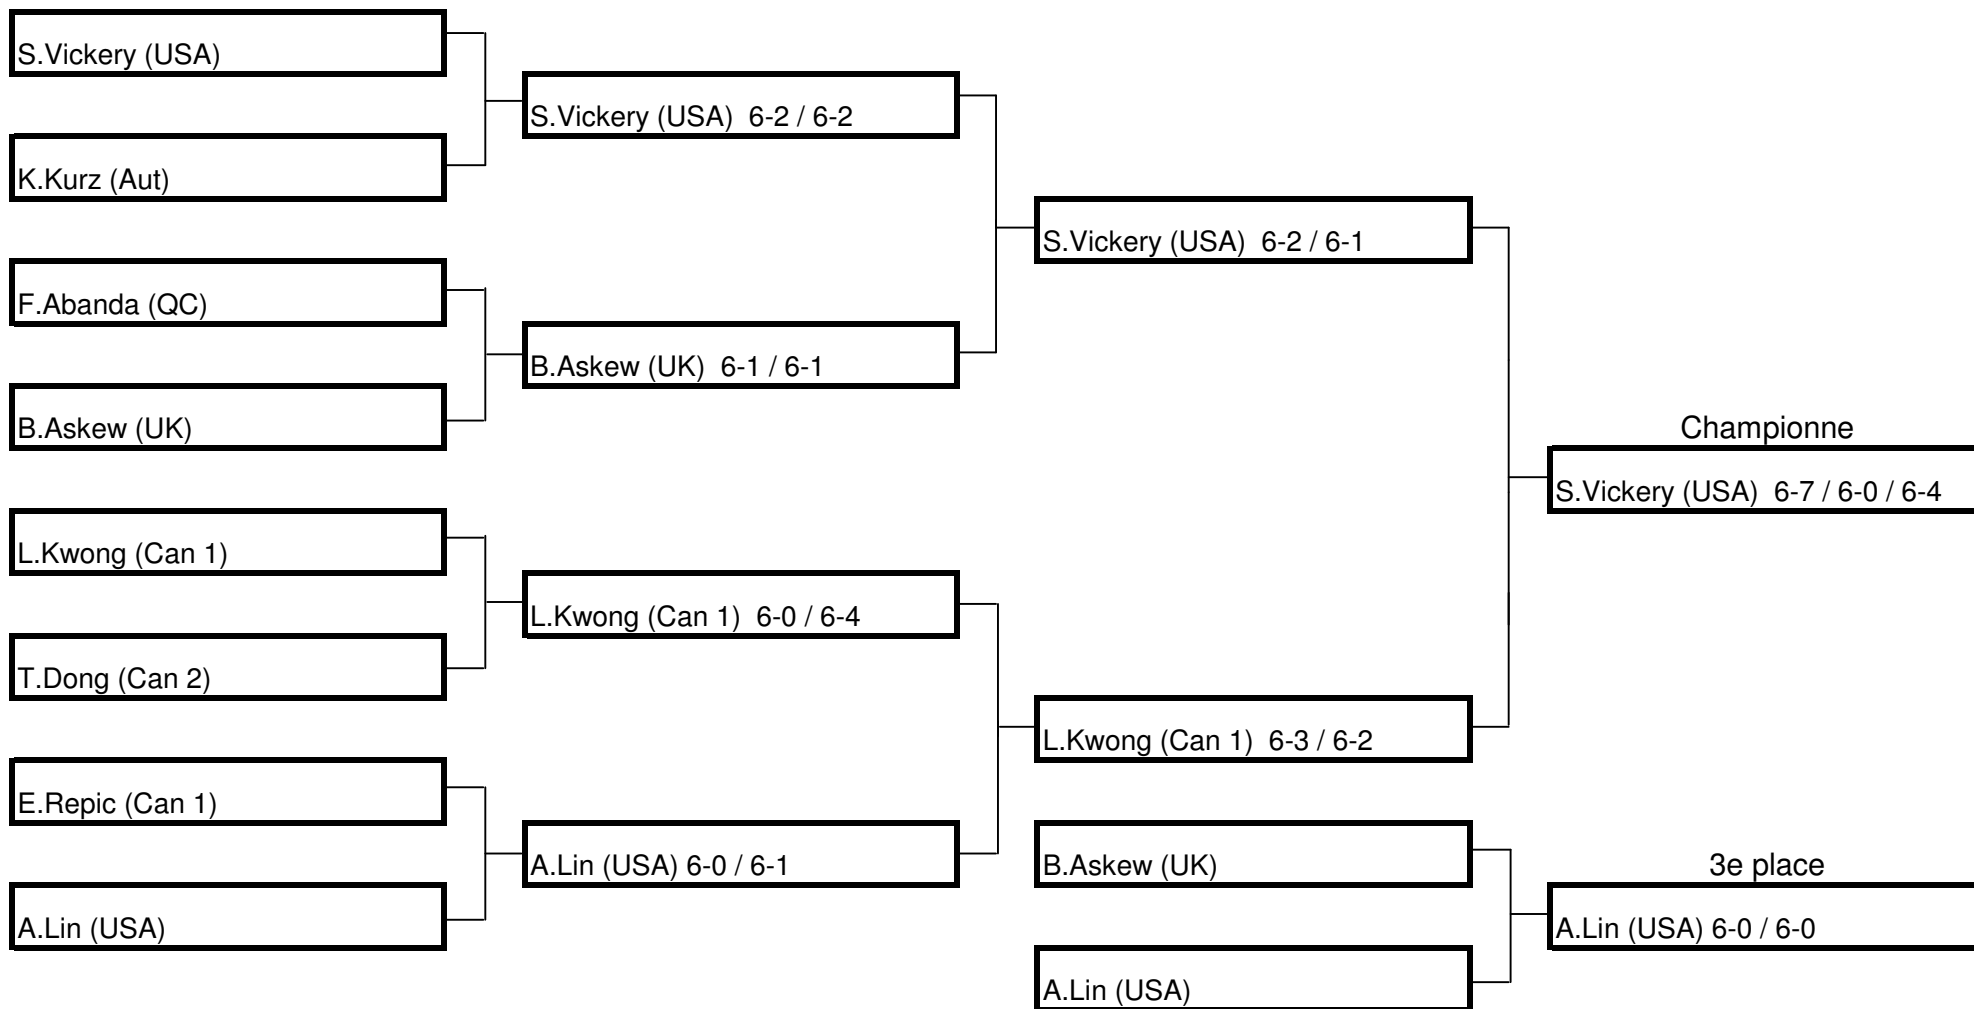 S.Vickery (USA)
K.Kurz (Aut)
F.Abanda (QC)
B.Askew (UK)
L.Kwong (Can 1)
T.Dong (Can 2)
E.Repic (Can 1)
A.Lin (USA)
S.Vickery (USA)  6-2 / 6-2
B.Askew (UK)  6-1 / 6-1
L.Kwong (Can 1)  6-0 / 6-4
A.Lin (USA) 6-0 / 6-1
S.Vickery (USA)  6-2 / 6-1
L.Kwong (Can 1)  6-3 / 6-2
B.Askew (UK)
A.Lin (USA)
Championne
S.Vickery (USA)  6-7 / 6-0 / 6-4
3e place
A.Lin (USA) 6-0 / 6-0